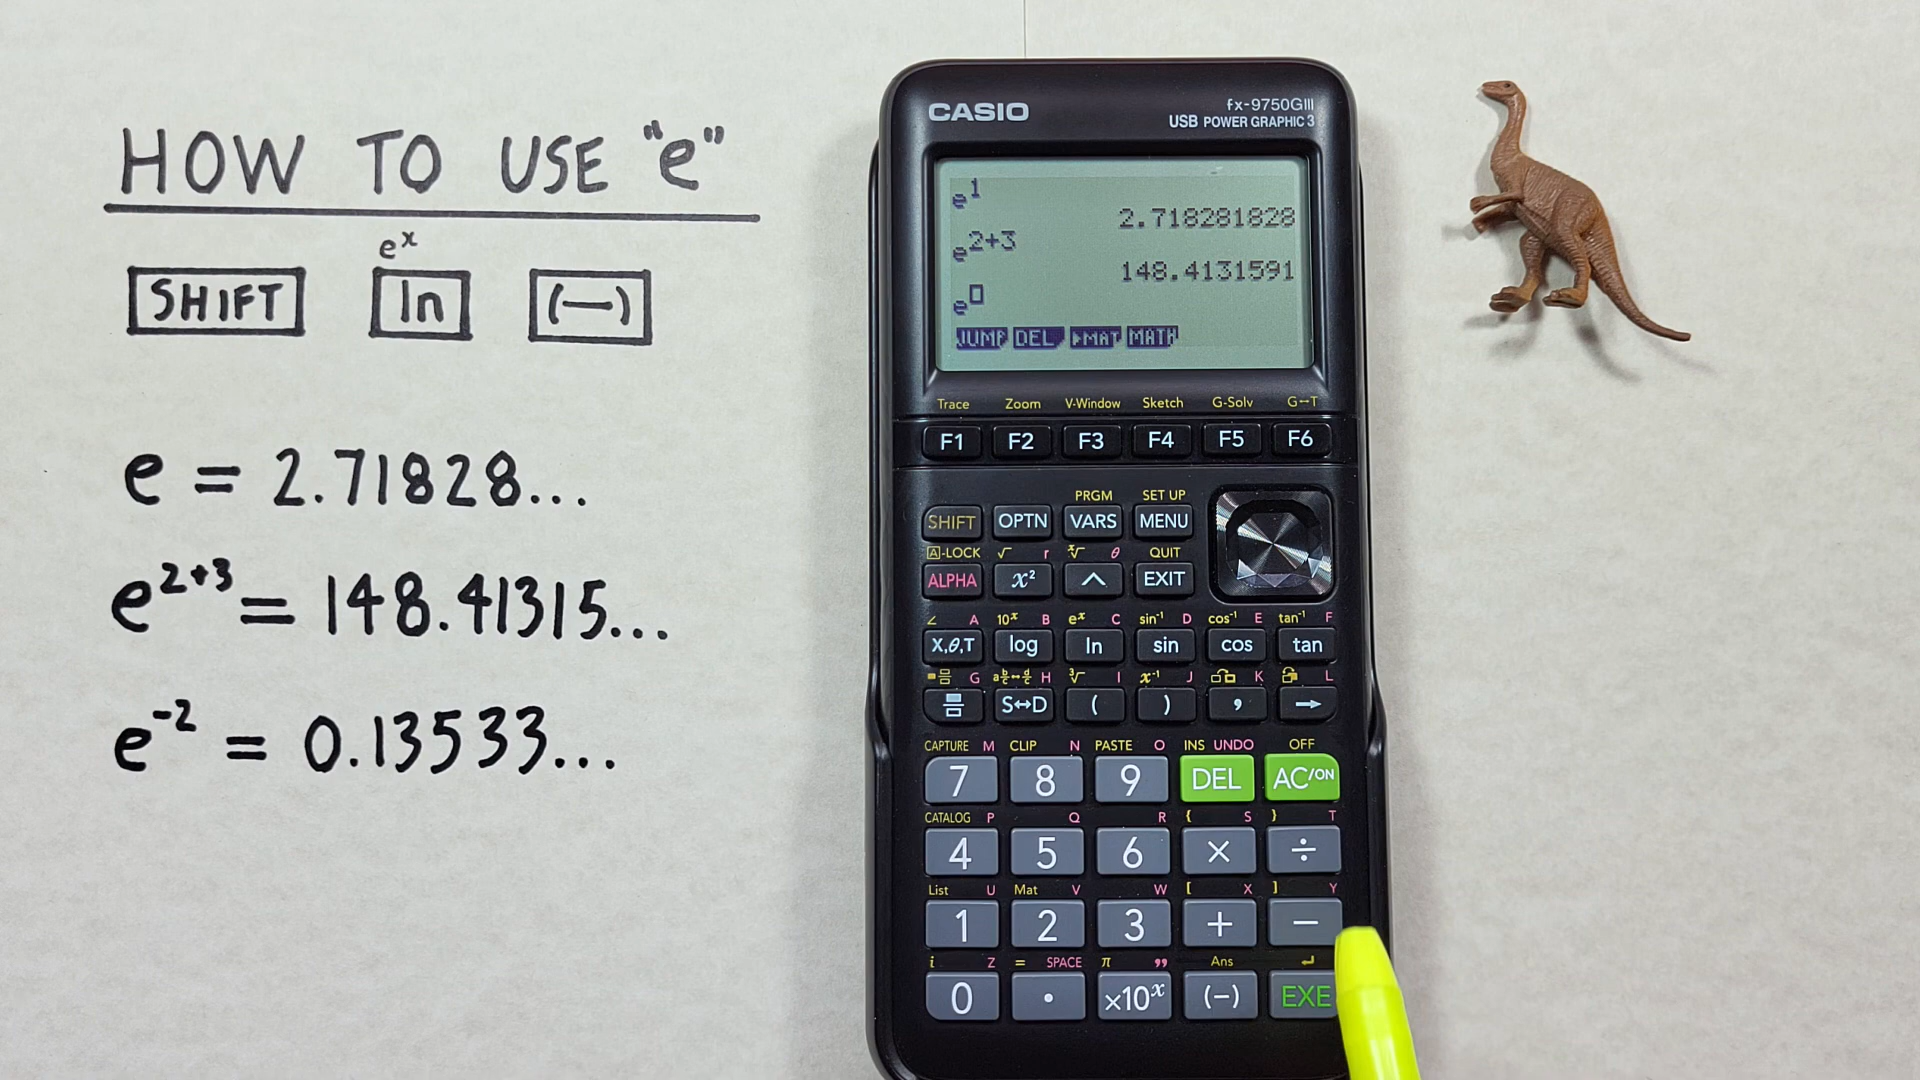 HOW TO USE "e"
e^x
SHIFT ln (—)
e = 2.71828...
e^2+3 = 148.41315...
e^-2 = 0.13533...
CASIO fx-9750GIII
USB POWER GRAPHIC 3
e^1
2.718281828
e^2+3
148.4131591
e^□
JUMP DEL ▶MAT MATH
Trace Zoom V-Window Sketch G-Solv G↔T
F1 F2 F3 F4 F5 F6
PRGM SET UP
SHIFT OPTN VARS MENU
A-LOCK √ r ˣ√ θ QUIT
ALPHA x² ^ EXIT
∠ A 10ˣ B eˣ C sin⁻¹ D cos⁻¹ E tan⁻¹ F
X,θ,T log ln sin cos tan
G a b/c↔d/c H ³√ I x⁻¹ J K L
S↔D ( ) , →
CAPTURE M CLIP N PASTE O INS UNDO OFF
7 8 9 DEL AC/ON
CATALOG P Q R { S } T
4 5 6 × ÷
List U Mat V W [ X ] Y
1 2 3 + −
i Z = SPACE π " Ans ↵
0 . ×10ˣ (−) EXE